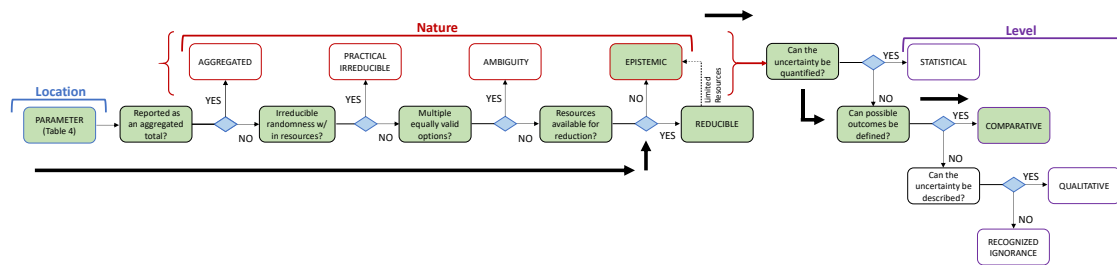 Nature
Level
Location
AGGREGATED
PRACTICAL
IRREDUCIBLE
AMBIGUITY
EPISTEMIC
Limited
Resources
Can the
uncertainty be
quantified?
YES
STATISTICAL
YES
YES
YES
NO
NO
PARAMETER
(Table 4)
Reported as
an aggregated
total?
NO
Irreducible
randomness w/
in resources?
NO
Multiple
equally valid
options?
NO
Resources
available for
reduction?
YES
REDUCIBLE
Can possible
outcomes be
defined?
YES
COMPARATIVE
NO
Can the
uncertainty be
described?
YES
QUALITATIVE
NO
RECOGNIZED
IGNORANCE